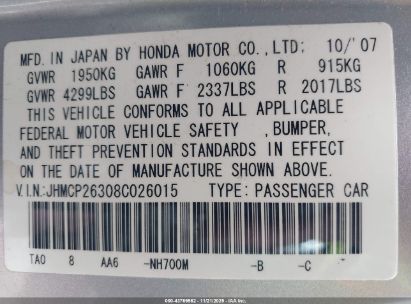 MFD. IN JAPAN BY HONDA MOTOR CO.,LTD; 10/'07
GVWR 1950KG GAWR F 1060KG R 915KG
GVWR 4299LBS GAWR F 2337LBS R 2017LBS
THIS VEHICLE CONFORMS TO ALL APPLICABLE
FEDERAL MOTOR VEHICLE SAFETY ,BUMPER,
AND THEFT PREVENTION STANDARDS IN EFFECT
ON THE DATE OF MANUFACTURE SHOWN ABOVE.
V.I.N:JHMCP26308C026015 TYPE: PASSENGER CAR
TAO 8 AA6 -NH700M -B -C